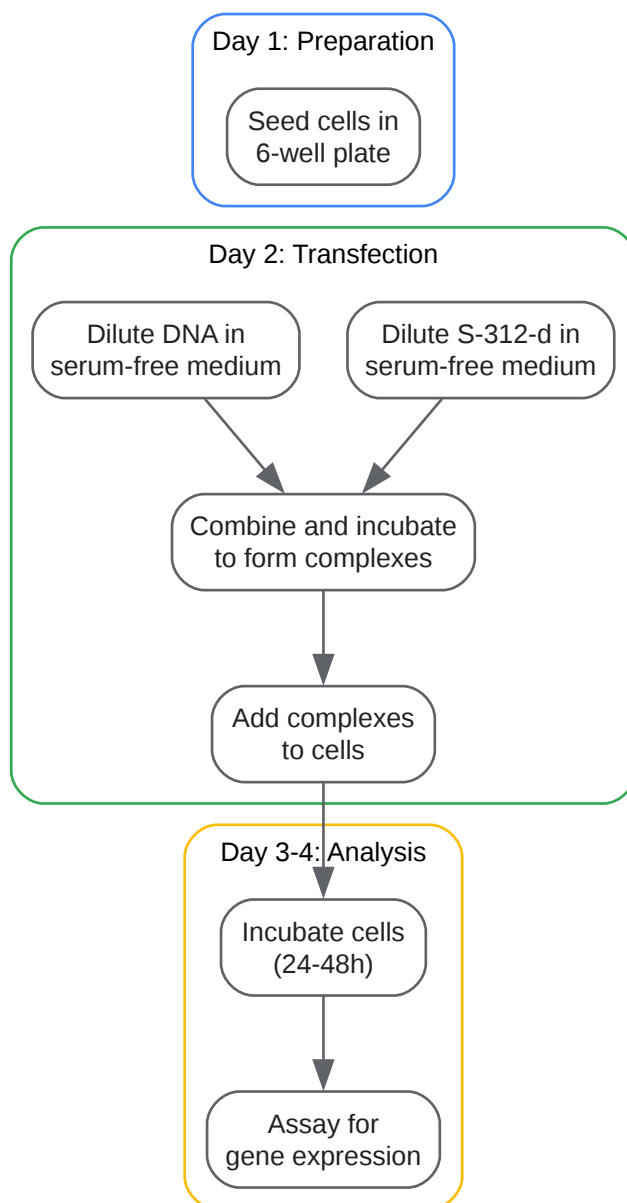 Day 1: Preparation
Seed cells in
6-well plate
Day 2: Transfection
Dilute DNA in
serum-free medium
Dilute S-312-d in
serum-free medium
Combine and incubate
to form complexes
Add complexes
to cells
Day 3-4: Analysis
Incubate cells
(24-48h)
Assay for
gene expression